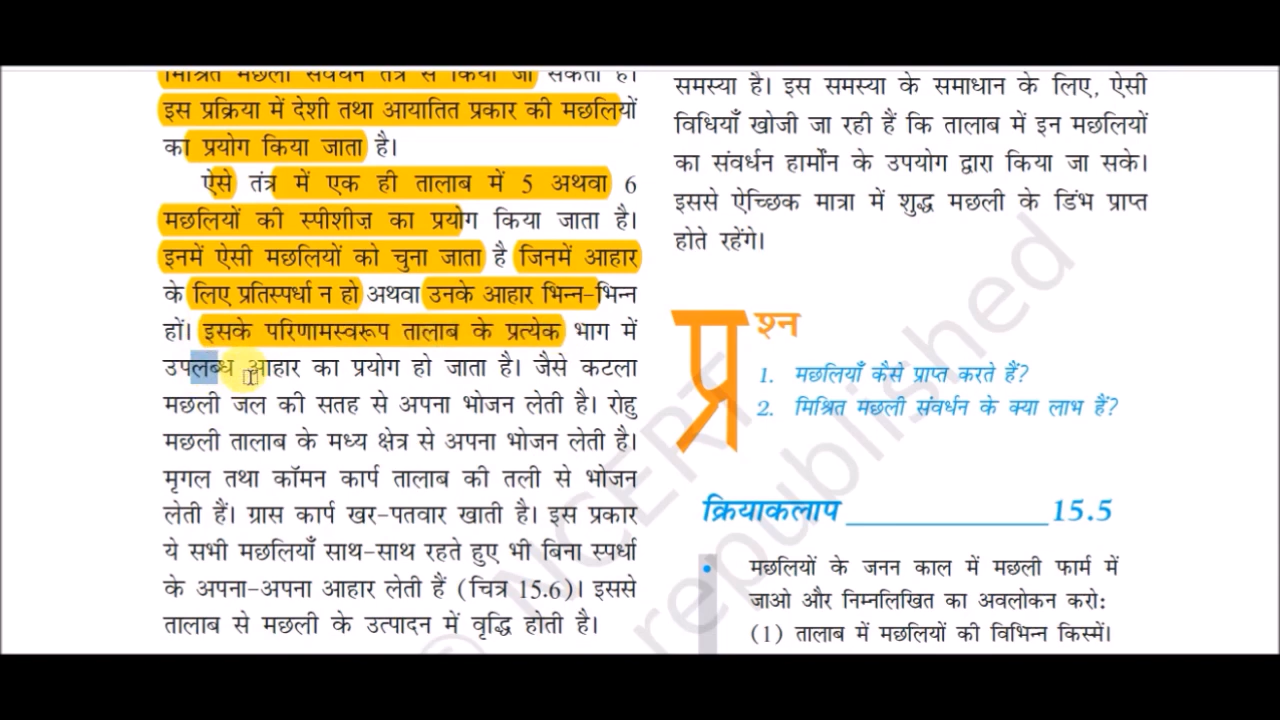 मिश्रित मछली संवर्धन तंत्र से किया जा सकता है।
इस प्रक्रिया में देशी तथा आयातित प्रकार की मछलियों
का प्रयोग किया जाता है।
ऐसे तंत्र में एक ही तालाब में 5 अथवा 6
मछलियों की स्पीशीज़ का प्रयोग किया जाता है।
इनमें ऐसी मछलियों को चुना जाता है जिनमें आहार
के लिए प्रतिस्पर्धा न हो अथवा उनके आहार भिन्न-भिन्न
हों। इसके परिणामस्वरूप तालाब के प्रत्येक भाग में
उपलब्ध आहार का प्रयोग हो जाता है। जैसे कटला
मछली जल की सतह से अपना भोजन लेती है। रोहु
मछली तालाब के मध्य क्षेत्र से अपना भोजन लेती है।
मृगल तथा कॉमन कार्प तालाब की तली से भोजन
लेती हैं। ग्रास कार्प खर-पतवार खाती है। इस प्रकार
ये सभी मछलियाँ साथ-साथ रहते हुए भी बिना स्पर्धा
के अपना-अपना आहार लेती हैं (चित्र 15.6)। इससे
तालाब से मछली के उत्पादन में वृद्धि होती है।
समस्या है। इस समस्या के समाधान के लिए, ऐसी
विधियाँ खोजी जा रही हैं कि तालाब में इन मछलियों
का संवर्धन हार्मोन के उपयोग द्वारा किया जा सके।
इससे ऐच्छिक मात्रा में शुद्ध मछली के डिंभ प्राप्त
होते रहेंगे।
प्रश्न
1. मछलियाँ कैसे प्राप्त करते हैं?
2. मिश्रित मछली संवर्धन के क्या लाभ हैं?
क्रियाकलाप 15.5
• मछलियों के जनन काल में मछली फार्म में
जाओ और निम्नलिखित का अवलोकन करो:
(1) तालाब में मछलियों की विभिन्न किस्में।
© NCERT
republished